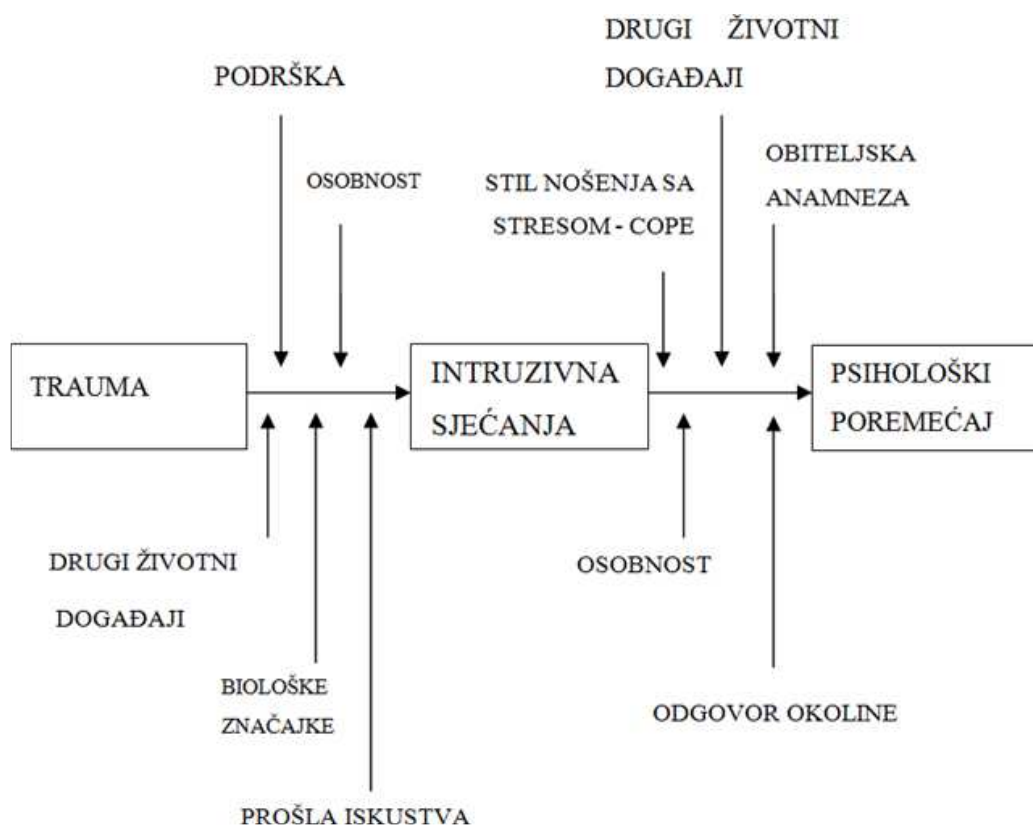 DRUGI ŽIVOTNI
DOGAĐAJI
PODRŠKA
OSOBNOST
STIL NOŠENJA SA
STRESOM - COPE
OBITELJSKA
ANAMNEZA
TRAUMA
INTRUZIVNA
SJEĆANJA
PSIHOLOŠKI
POREMEĆAJ
DRUGI ŽIVOTNI
DOGAĐAJI
OSOBNOST
BIOLOŠKE
ZNAČAJKE
ODGOVOR OKOLINE
PROŠLA ISKUSTVA